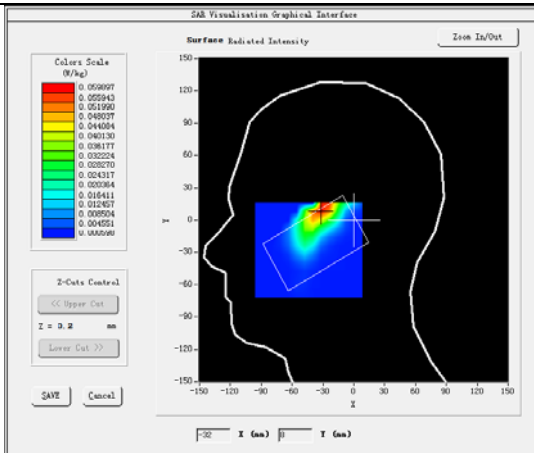 SAR Visualisation Graphical Interface
Surface Radiated Intensity
Zoom In/Out
Colors Scale
(W/kg)
0.059897
0.055943
0.051990
0.048037
0.044084
0.040130
0.036177
0.032224
0.028270
0.024317
0.020364
0.016411
0.012457
0.008504
0.004551
0.000598
150
120
90
60
30
0
-30
-60
-90
-120
-150
Y
-150 -120 -90 -60 -30 0 30 60 90 120 150
X
Z-Cuts Control
<< Upper Cut
Z = 3.2 mm
Lower Cut >>
SAVE
Cancel
-32 X (mm) 8 Y (mm)